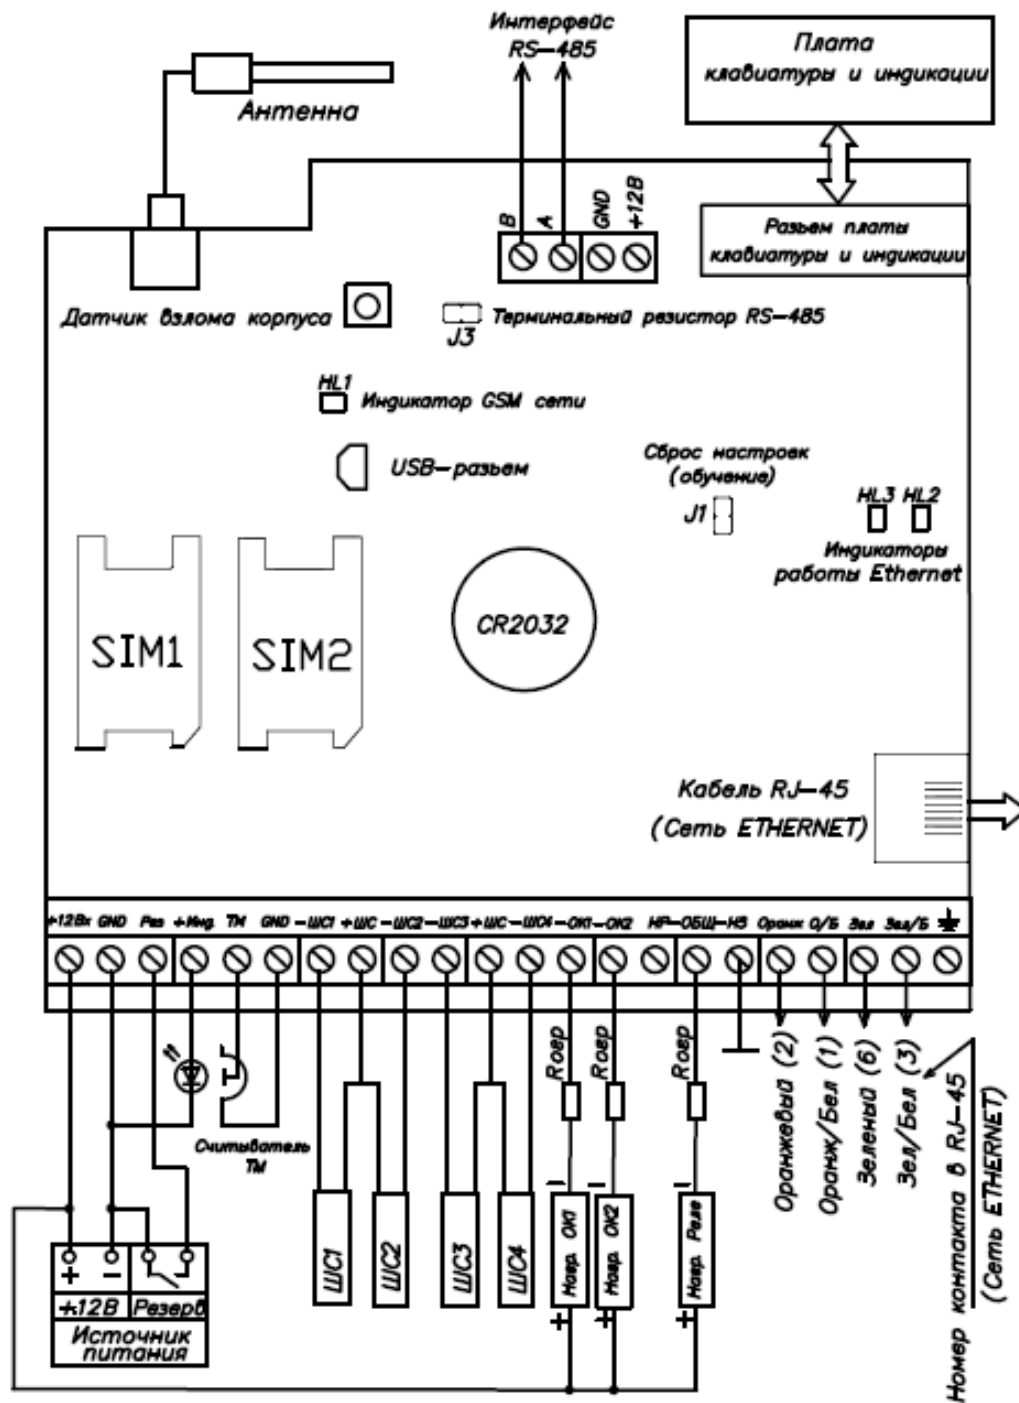 Интерфейс
RS-485
Плата
клавиатуры и индикации
Антенна
B
A
GND
+12В
Разъем платы
клавиатуры и индикации
Датчик взлома корпуса
Терминальный резистор RS-485
J3
HL1
Индикатор GSM сети
USB-разъем
Сброс настроек
(обучение)
J1
HL3 HL2
Индикаторы
работы Ethernet
SIM1
SIM2
CR2032
Кабель RJ-45
(Сеть ETHERNET)
+12Вх GND Рез +Инд. ТМ GND -ШС1 +ШС -ШС2 -ШС3 +ШС -ШС4 -ОК1 -ОК2 НР-ОБЩ-НЗ Оранж О/Б Зел Зел/Б
Rогр
Rогр
Rогр
Считыватель
ТМ
Оранжевый (2)
Оранж/Бел (1)
Зеленый (6)
Зел/Бел (3)
Номер контакта в RJ-45
(Сеть ETHERNET)
ШС1
ШС2
ШС3
ШС4
- Нагр. ОК1 +
- Нагр. ОК2 +
- Нагр. Реле +
+ -
+12В Резерв
Источник
питания